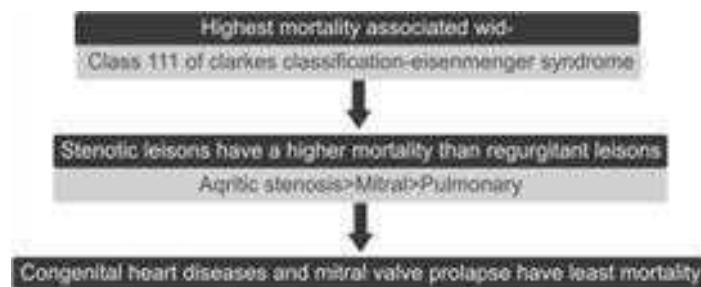 Highest mortality associated wid-
Class 111 of clarkes classification-eisenmenger syndrome
Stenotic leisons have a higher mortality than regurgitant leisons
Aqritic stenosis>Mitral>Pulmonary
Congenital heart diseases and mitral valve prolapse have least mortality